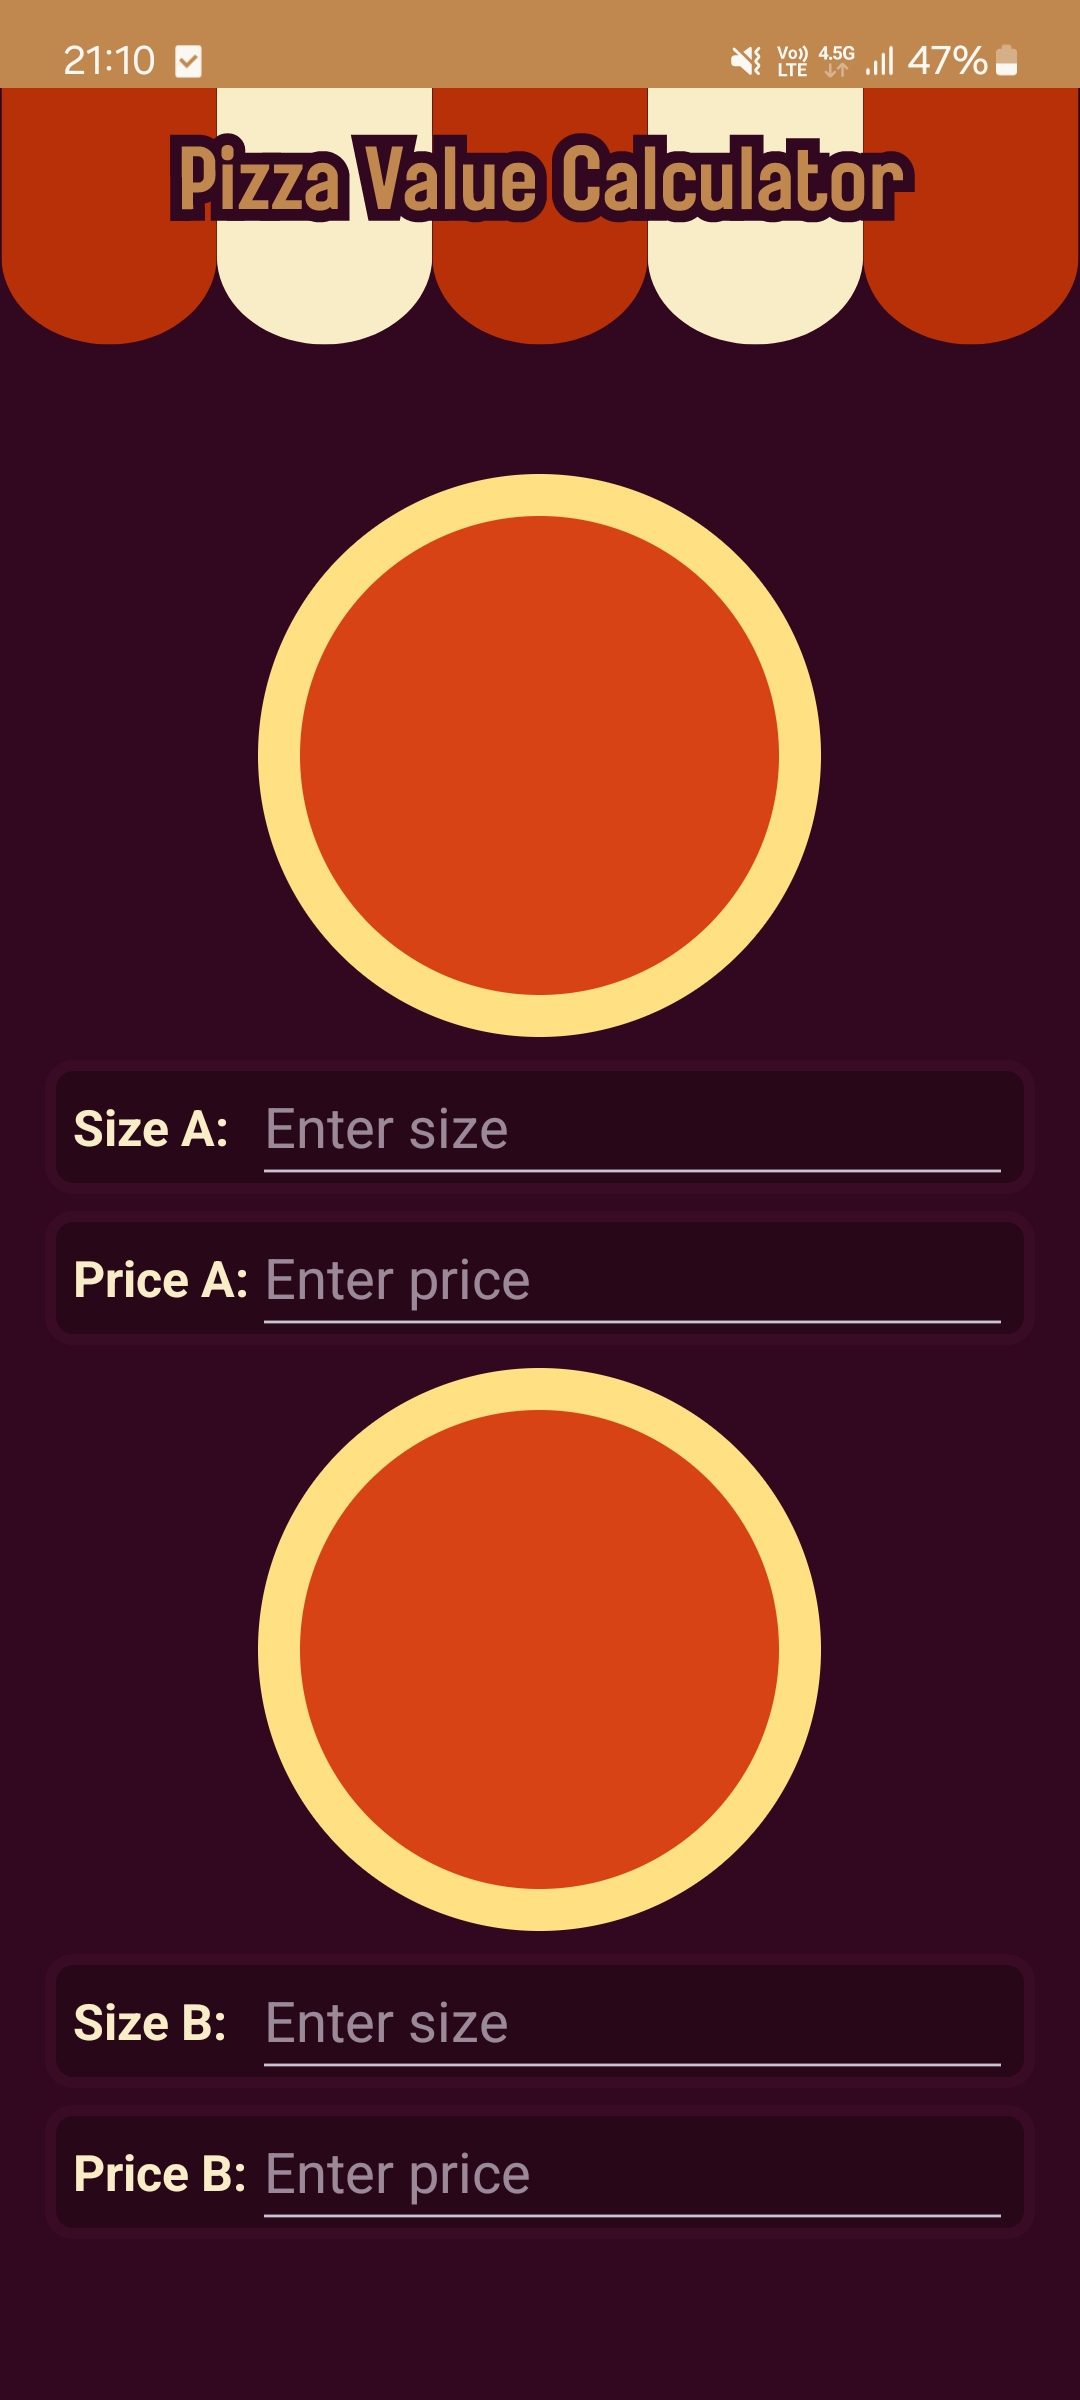 21:10 Vo)) LTE 4.5G 47%
Pizza Value Calculator
Size A: Enter size
Price A: Enter price
Size B: Enter size
Price B: Enter price